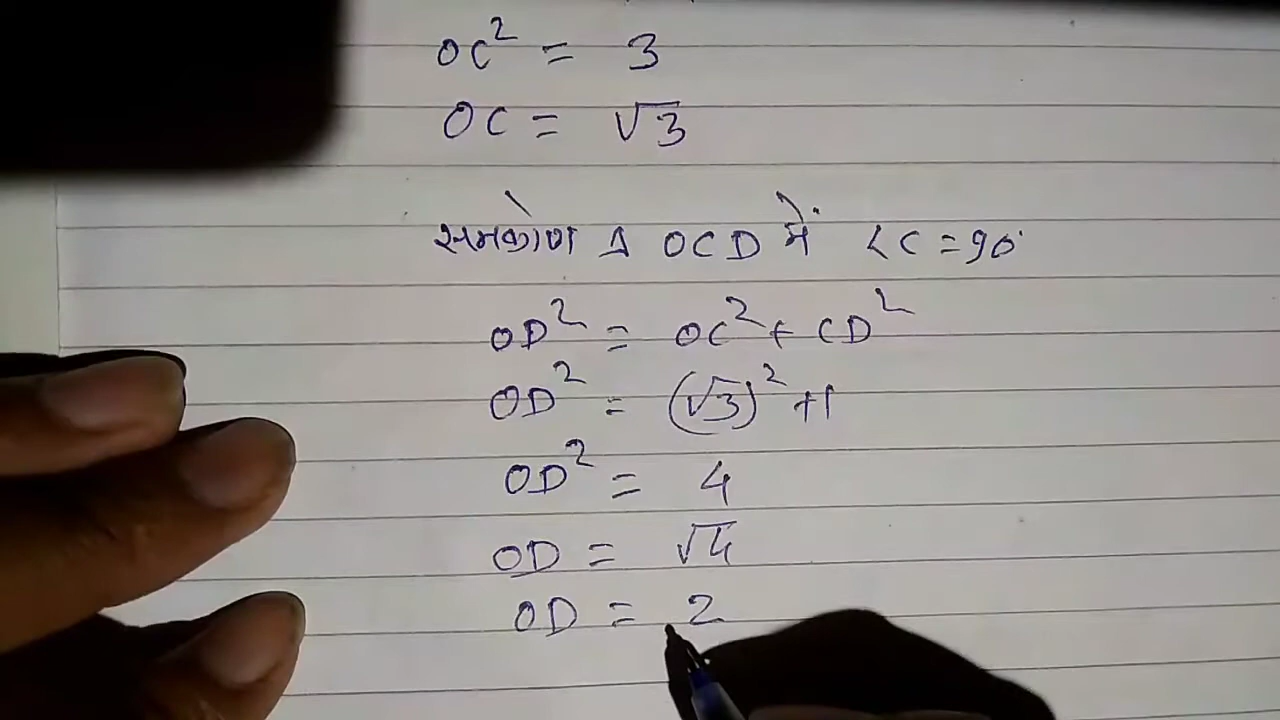 OC² = 3
OC = √3
समकोण Δ OCD में ∠C = 90°
OD² = OC² + CD²
OD² = (√3)² + 1
OD² = 4
OD = √4
OD = 2